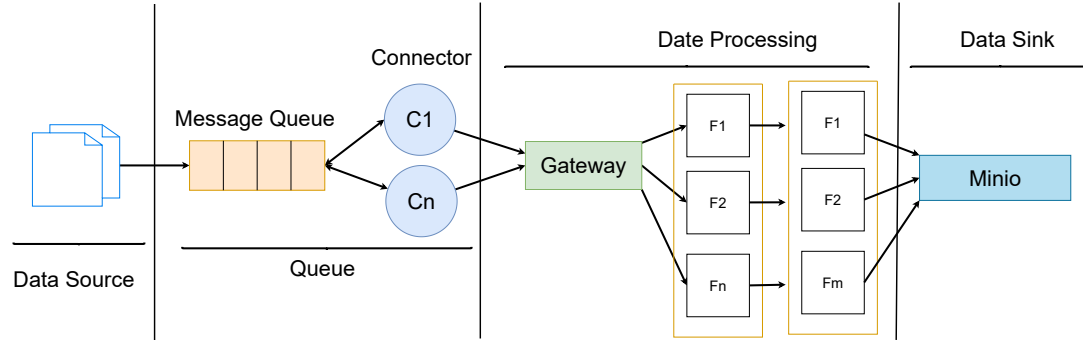 Date Processing
Data Sink
Connector
Message Queue
C1
Cn
Gateway
F1
F2
Fn
F1
F2
Fm
Minio
Queue
Data Source